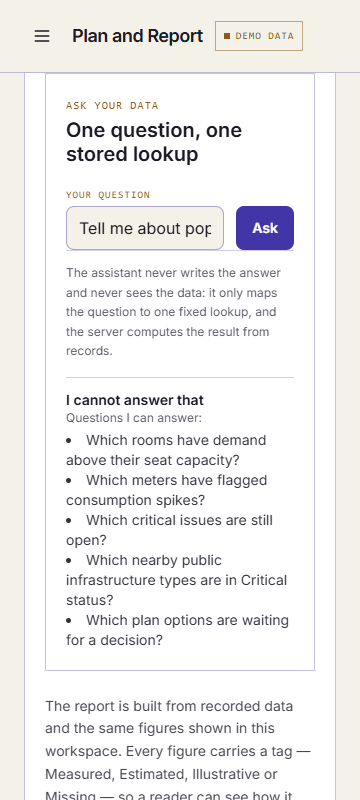 Plan and Report
DEMO DATA
ASK YOUR DATA
One question, one
stored lookup
YOUR QUESTION
Tell me about pop
Ask
The assistant never writes the answer
and never sees the data: it only maps
the question to one fixed lookup, and
the server computes the result from
records.
I cannot answer that
Questions I can answer:
• Which rooms have demand
above their seat capacity?
• Which meters have flagged
consumption spikes?
• Which critical issues are still
open?
• Which nearby public
infrastructure types are in Critical
status?
• Which plan options are waiting
for a decision?
The report is built from recorded data
and the same figures shown in this
workspace. Every figure carries a tag —
Measured, Estimated, Illustrative or
Missing — so a reader can see how it